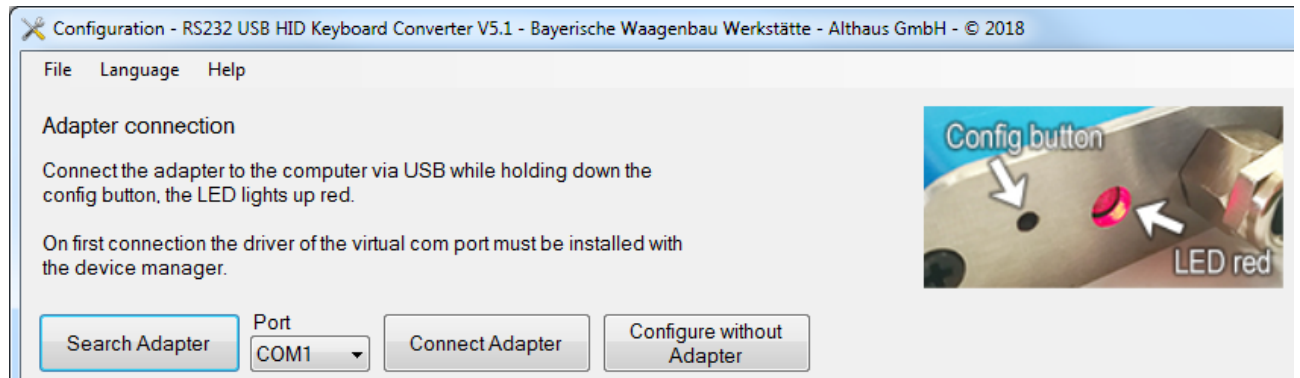 Configuration - RS232 USB HID Keyboard Converter V5.1 - Bayerische Waagenbau Werkstätte - Althaus GmbH - © 2018
File Language Help
Adapter connection
Connect the adapter to the computer via USB while holding down the
config button, the LED lights up red.
On first connection the driver of the virtual com port must be installed with
the device manager.
Config button
LED red
Search Adapter
Port
COM1
Connect Adapter
Configure without
Adapter